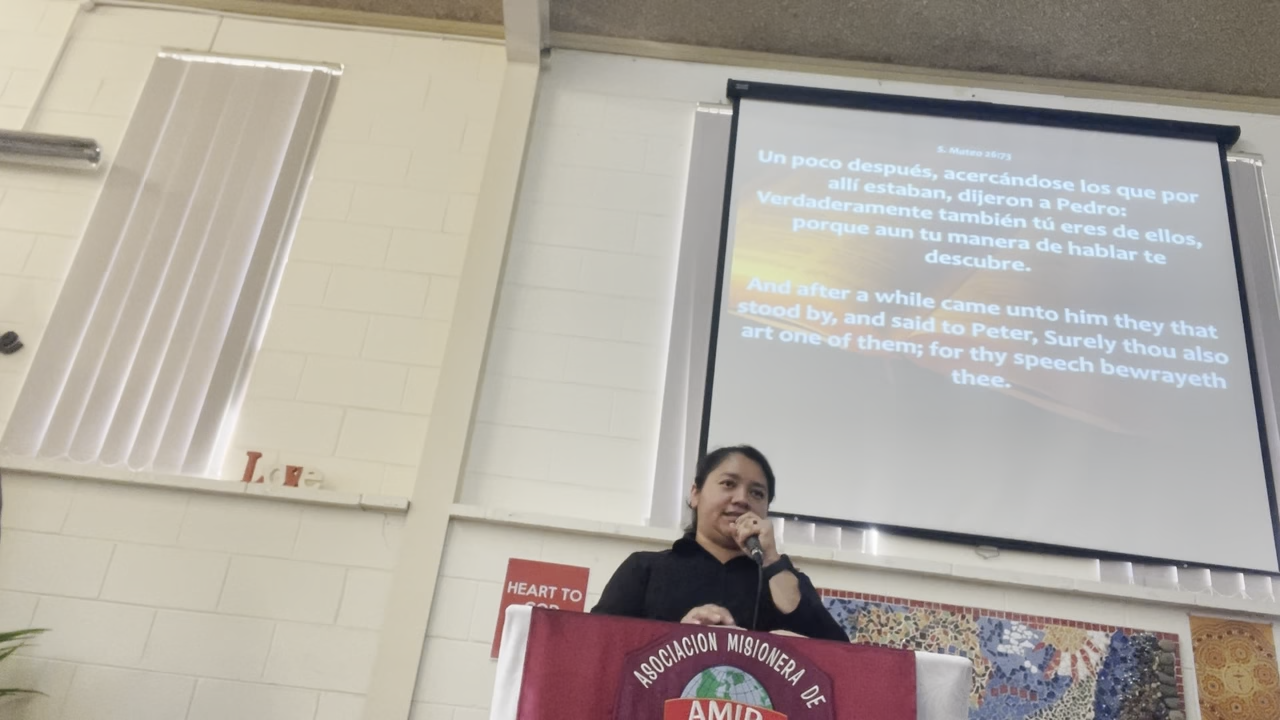 S. Mateo 26:73
Un poco después, acercándose los que por
allí estaban, dijeron a Pedro:
Verdaderamente también tú eres de ellos,
porque aun tu manera de hablar te
descubre.
And after a while came unto him they that
stood by, and said to Peter, Surely thou also
art one of them; for thy speech bewrayeth
thee.
Love
HEART TO
GOD
ASOCIACION MISIONERA DE
AMIP